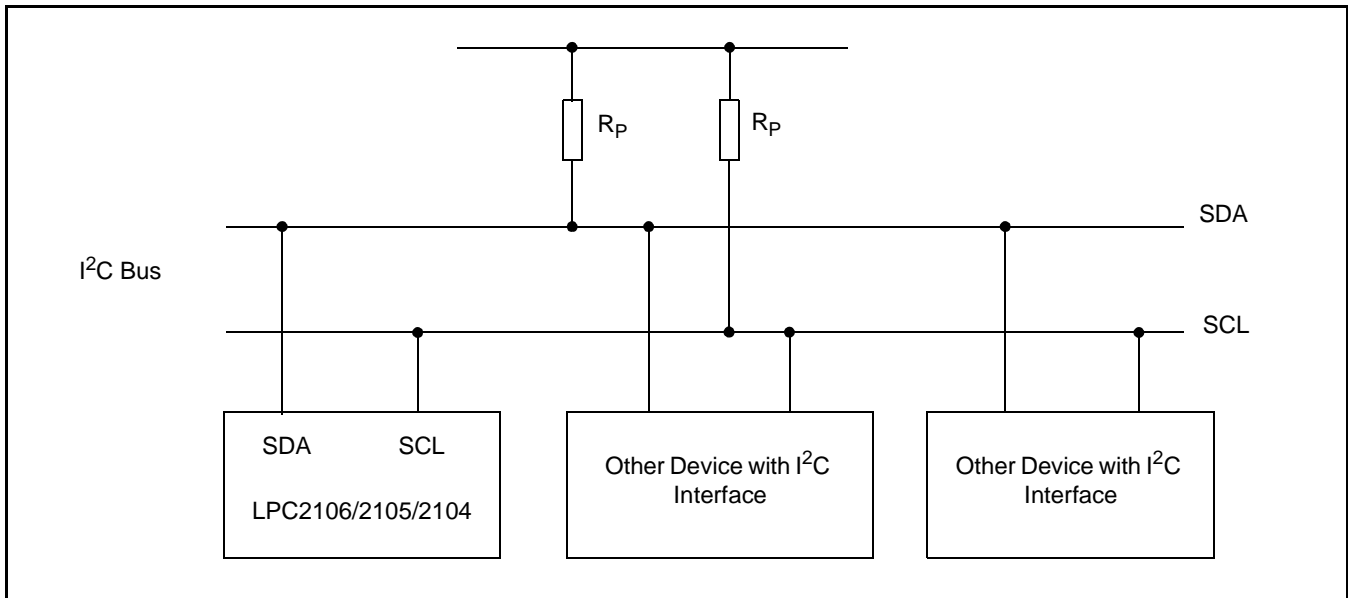 R_P
R_P
SDA
I²C Bus
SCL
SDA
SCL
LPC2106/2105/2104
Other Device with I²C
Interface
Other Device with I²C
Interface